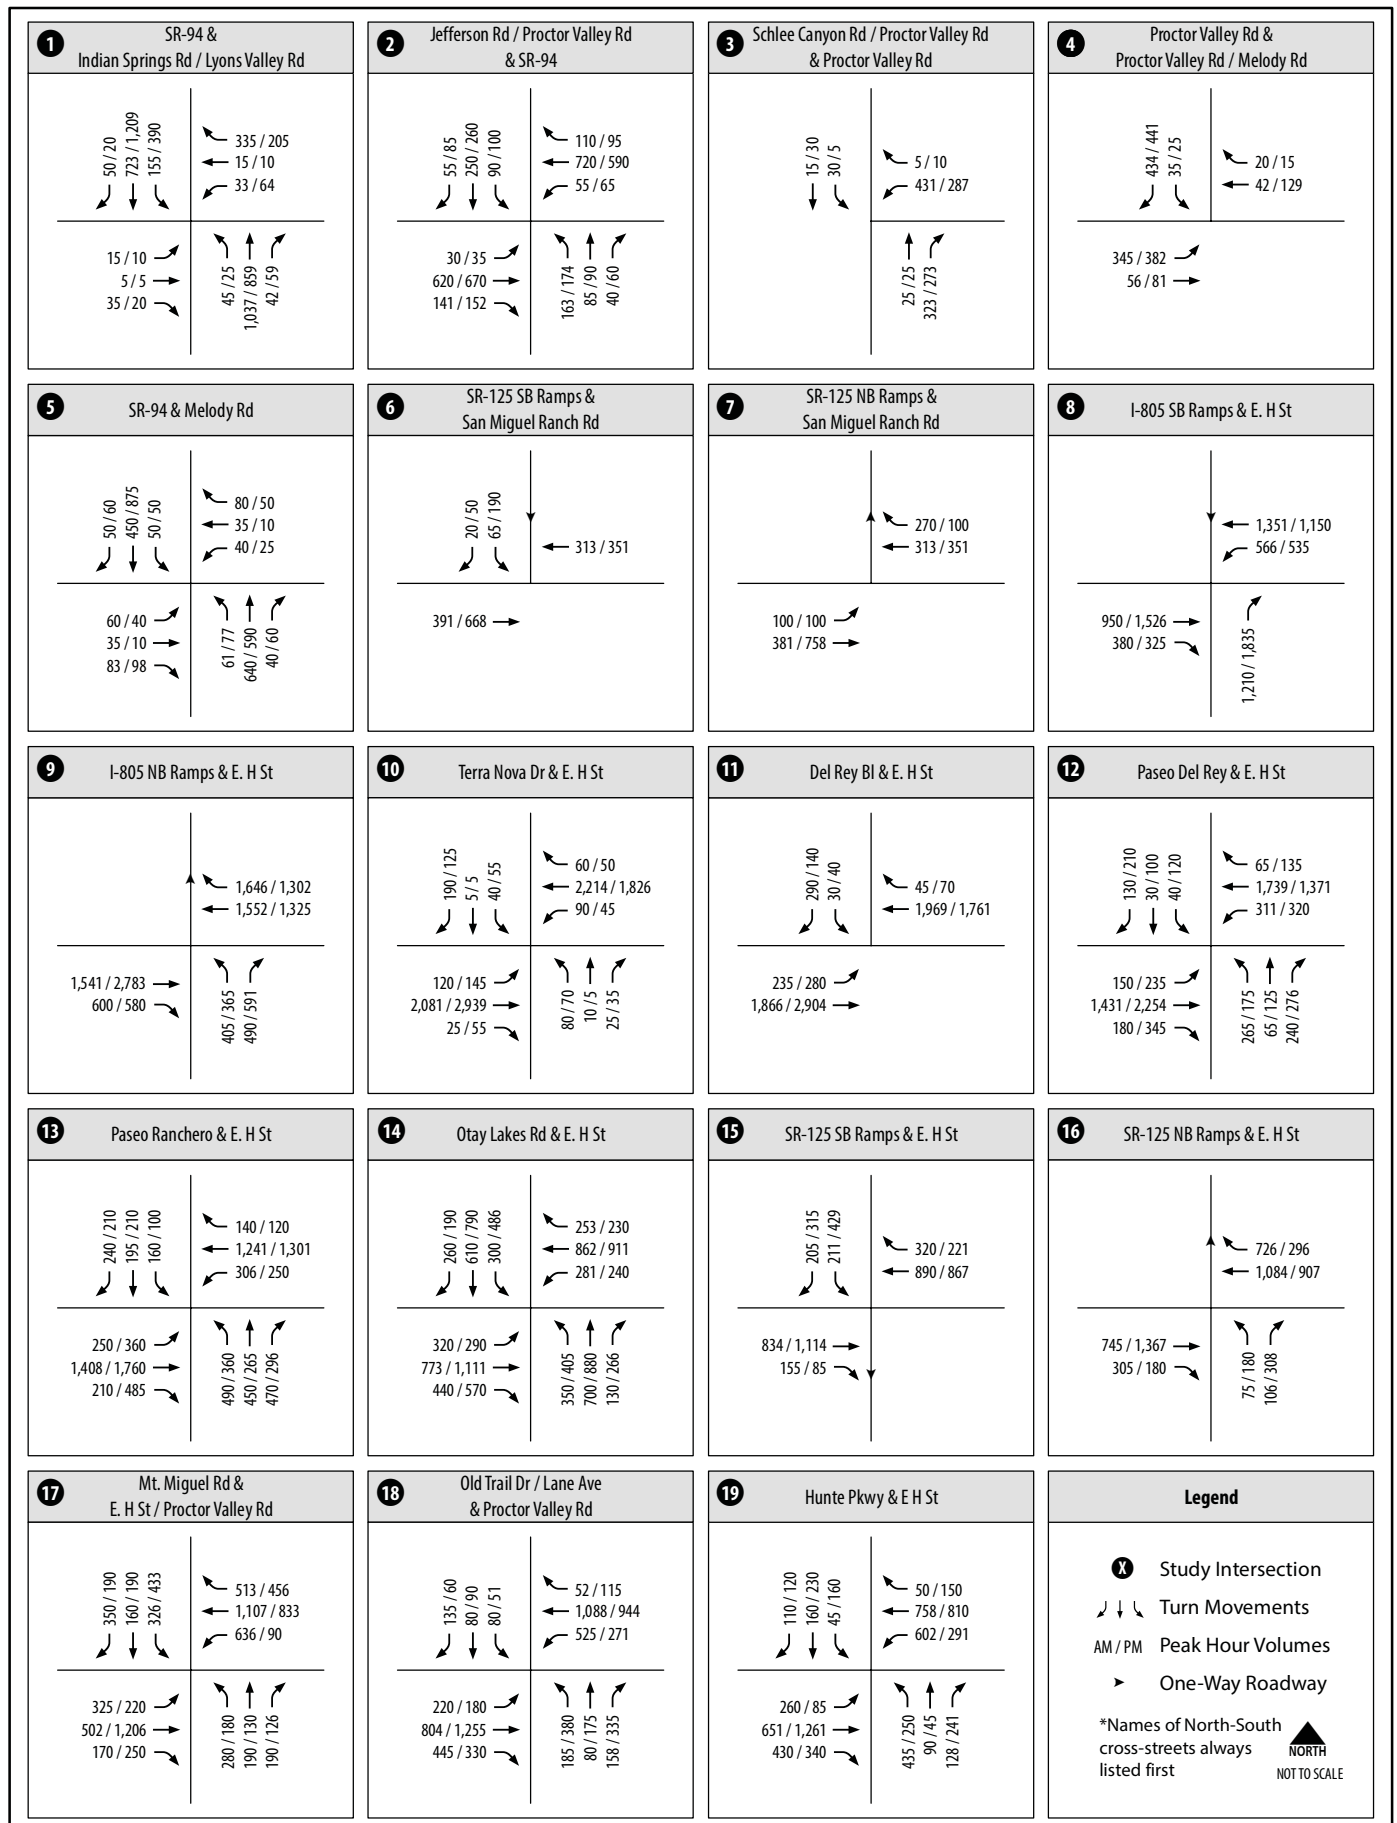 1
SR-94 &
Indian Springs Rd / Lyons Valley Rd
50 / 20
723 / 1,209
155 / 390
335 / 205
15 / 10
33 / 64
15 / 10
5 / 5
35 / 20
45 / 25
1,037 / 859
42 / 59
2
Jefferson Rd / Proctor Valley Rd
& SR-94
55 / 85
250 / 260
90 / 100
110 / 95
720 / 590
55 / 65
30 / 35
620 / 670
141 / 152
163 / 174
85 / 90
40 / 60
3
Schlee Canyon Rd / Proctor Valley Rd
& Proctor Valley Rd
15 / 30
30 / 5
5 / 10
431 / 287
25 / 25
323 / 273
4
Proctor Valley Rd &
Proctor Valley Rd / Melody Rd
434 / 441
35 / 25
20 / 15
42 / 129
345 / 382
56 / 81
5
SR-94 & Melody Rd
50 / 60
450 / 875
50 / 50
80 / 50
35 / 10
40 / 25
60 / 40
35 / 10
83 / 98
61 / 77
640 / 590
40 / 60
6
SR-125 SB Ramps &
San Miguel Ranch Rd
20 / 50
65 / 190
313 / 351
391 / 668
7
SR-125 NB Ramps &
San Miguel Ranch Rd
270 / 100
313 / 351
100 / 100
381 / 758
8
I-805 SB Ramps & E. H St
1,351 / 1,150
566 / 535
950 / 1,526
380 / 325
1,210 / 1,835
9
I-805 NB Ramps & E. H St
1,646 / 1,302
1,552 / 1,325
1,541 / 2,783
600 / 580
405 / 365
490 / 591
10
Terra Nova Dr & E. H St
190 / 125
5 / 5
40 / 55
60 / 50
2,214 / 1,826
90 / 45
120 / 145
2,081 / 2,939
25 / 55
80 / 70
10 / 5
25 / 35
11
Del Rey Bl & E. H St
290 / 140
30 / 40
45 / 70
1,969 / 1,761
235 / 280
1,866 / 2,904
12
Paseo Del Rey & E. H St
130 / 210
30 / 100
40 / 120
65 / 135
1,739 / 1,371
311 / 320
150 / 235
1,431 / 2,254
180 / 345
265 / 175
65 / 125
240 / 276
13
Paseo Ranchero & E. H St
240 / 210
195 / 210
160 / 100
140 / 120
1,241 / 1,301
306 / 250
250 / 360
1,408 / 1,760
210 / 485
490 / 360
450 / 265
470 / 296
14
Otay Lakes Rd & E. H St
260 / 190
610 / 790
300 / 486
253 / 230
862 / 911
281 / 240
320 / 290
773 / 1,111
440 / 570
350 / 405
700 / 880
130 / 266
15
SR-125 SB Ramps & E. H St
205 / 315
211 / 429
320 / 221
890 / 867
834 / 1,114
155 / 85
16
SR-125 NB Ramps & E. H St
726 / 296
1,084 / 907
745 / 1,367
305 / 180
75 / 180
106 / 308
17
Mt. Miguel Rd &
E. H St / Proctor Valley Rd
350 / 190
160 / 190
326 / 433
513 / 456
1,107 / 833
636 / 90
325 / 220
502 / 1,206
170 / 250
280 / 180
190 / 130
190 / 126
18
Old Trail Dr / Lane Ave
& Proctor Valley Rd
135 / 60
80 / 90
80 / 51
52 / 115
1,088 / 944
525 / 271
220 / 180
804 / 1,255
445 / 330
185 / 380
80 / 175
158 / 335
19
Hunte Pkwy & E H St
110 / 120
160 / 230
45 / 160
50 / 150
758 / 810
602 / 291
260 / 85
651 / 1,261
430 / 340
435 / 250
90 / 45
128 / 241
Legend
X Study Intersection
Turn Movements
AM / PM Peak Hour Volumes
One-Way Roadway
*Names of North-South
cross-streets always
listed first
NORTH
NOT TO SCALE